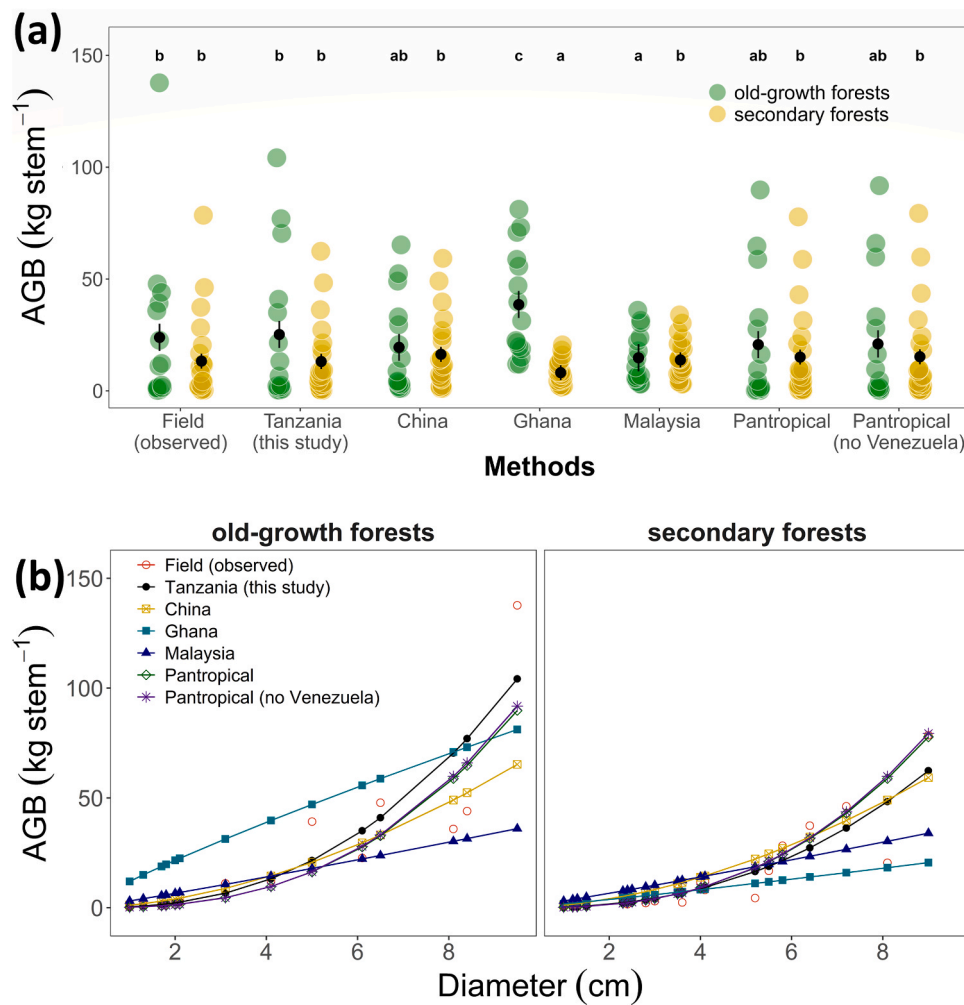 (a)
150
b b b b ab b c a a b ab b ab b
old-growth forests
secondary forests
100
50
0
AGB (kg stem−1)
Field
(observed)
Tanzania
(this study)
China
Ghana
Malaysia
Pantropical
Pantropical
(no Venezuela)
Methods
(b)
old-growth forests
secondary forests
Field (observed)
Tanzania (this study)
China
Ghana
Malaysia
Pantropical
Pantropical (no Venezuela)
150
100
50
0
AGB (kg stem−1)
2 4 6 8 2 4 6 8
Diameter (cm)